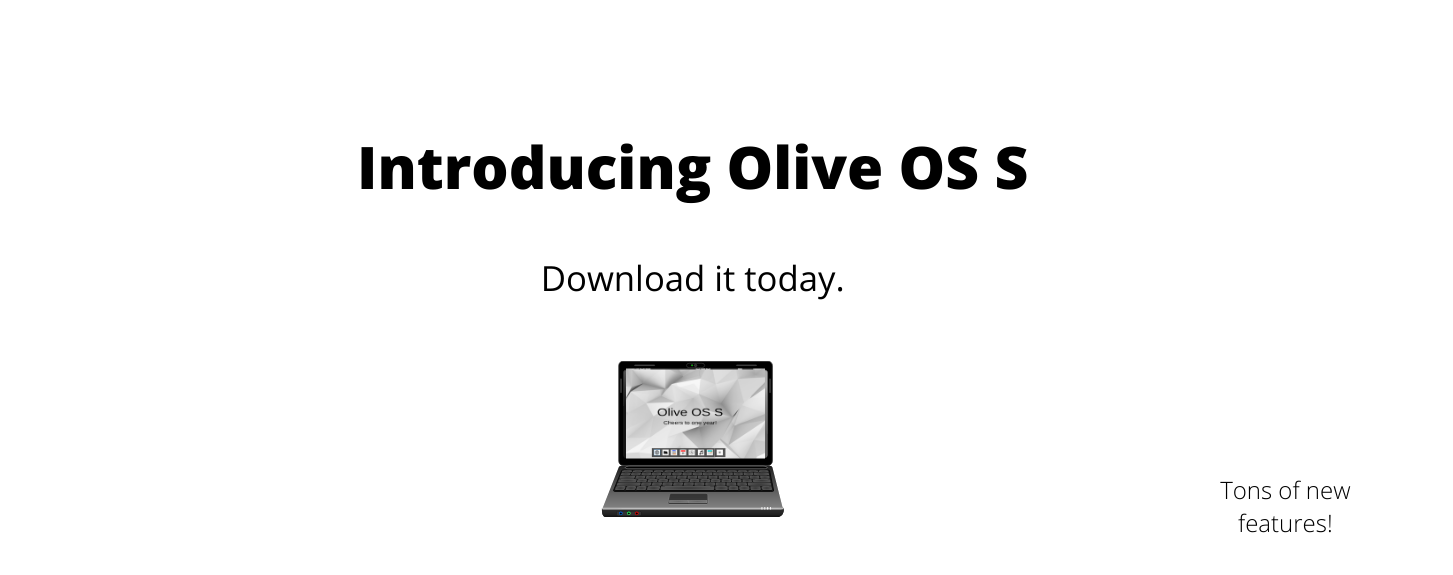 Introducing Olive OS S
Download it today.
Olive OS S
Cheers to one year!
Tons of new
features!